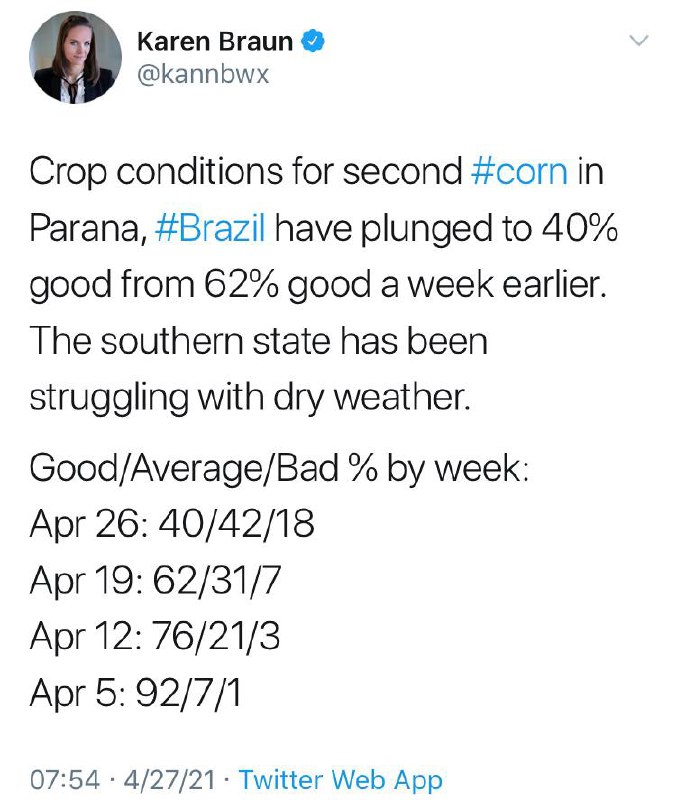 Karen Braun
@kannbwx
Crop conditions for second #corn in
Parana, #Brazil have plunged to 40%
good from 62% good a week earlier.
The southern state has been
struggling with dry weather.
Good/Average/Bad % by week:
Apr 26: 40/42/18
Apr 19: 62/31/7
Apr 12: 76/21/3
Apr 5: 92/7/1
07:54 · 4/27/21 · Twitter Web App